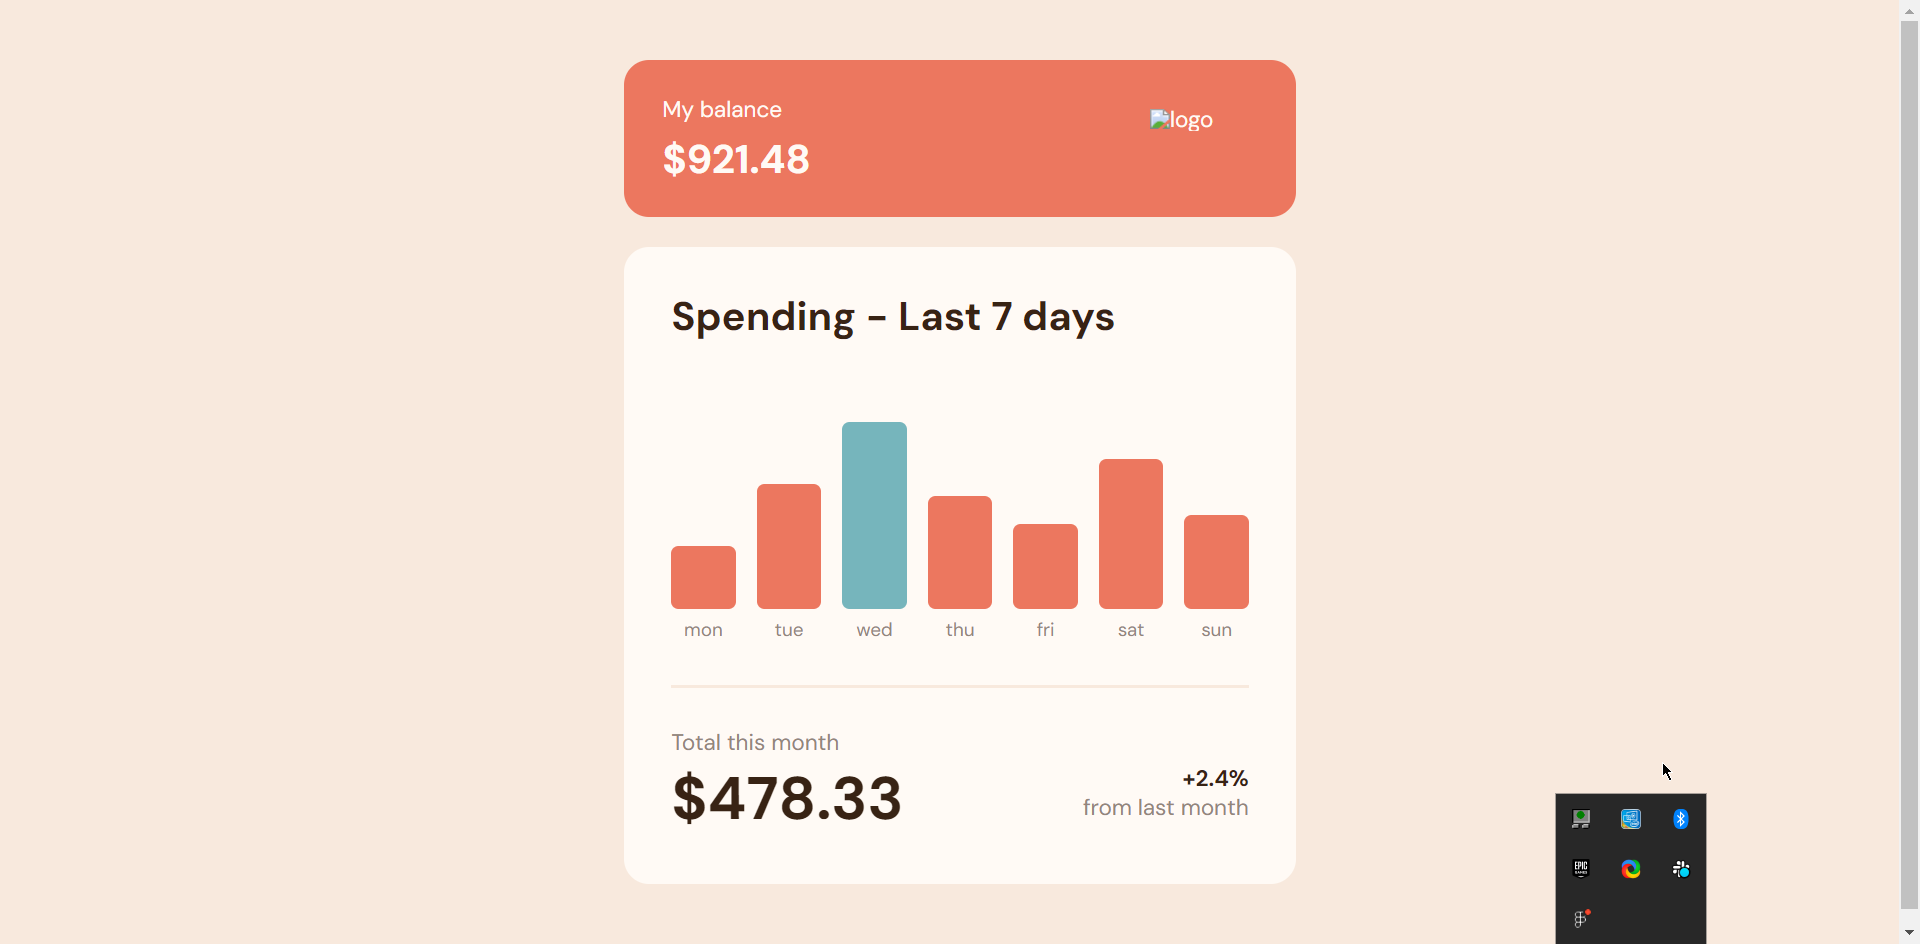 My balance
$921.48
logo
Spending - Last 7 days
mon tue wed thu fri sat sun
Total this month
$478.33
+2.4%
from last month
EPIC
GAMES